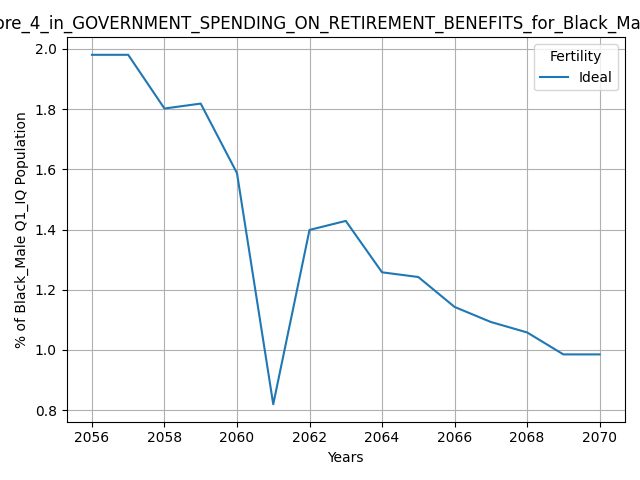 ore_4_in_GOVERNMENT_SPENDING_ON_RETIREMENT_BENEFITS_for_Black_Ma
Fertility
Ideal
% of Black_Male Q1_IQ Population
2.0
1.8
1.6
1.4
1.2
1.0
0.8
2056 2058 2060 2062 2064 2066 2068 2070
Years